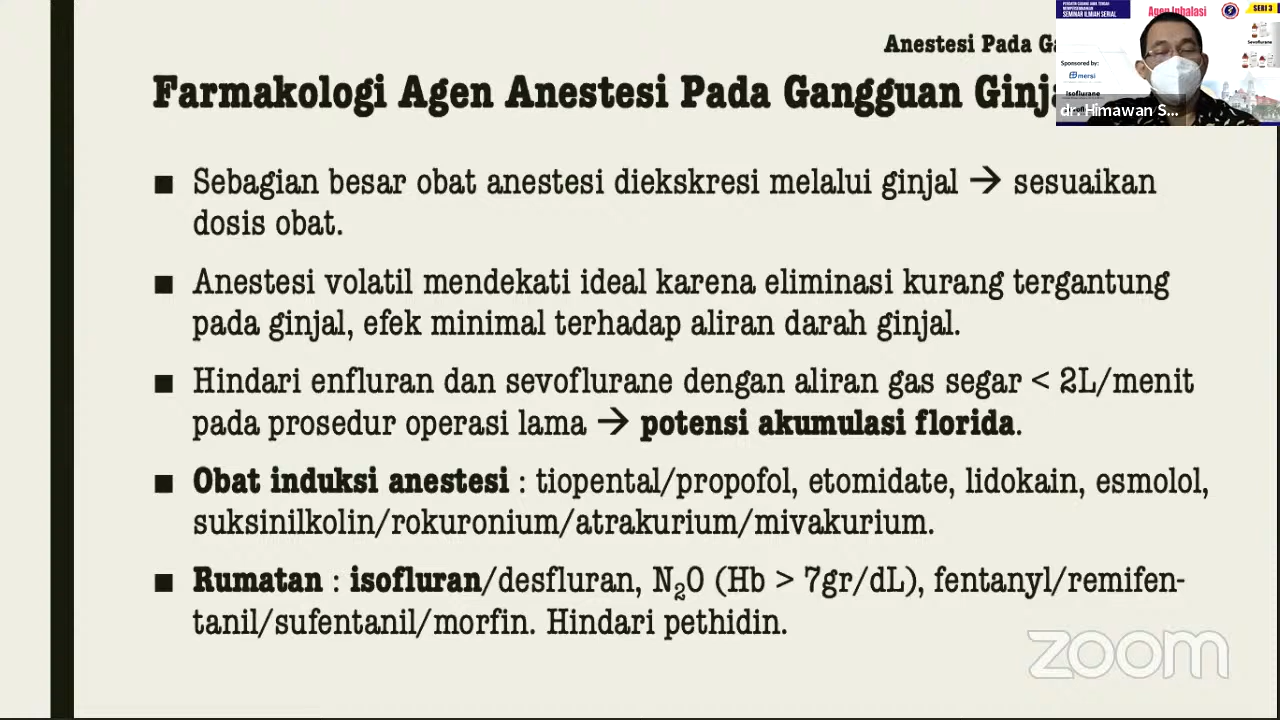 Anestesi Pada
Farmakologi Agen Anestesi Pada Gangguan
■ Sebagian besar obat anestesi diekskresi melalui ginjal → sesuaikan
dosis obat.
■ Anestesi volatil mendekati ideal karena eliminasi kurang tergantung
pada ginjal, efek minimal terhadap aliran darah ginjal.
■ Hindari enfluran dan sevoflurane dengan aliran gas segar < 2L/menit
pada prosedur operasi lama → potensi akumulasi florida.
■ Obat induksi anestesi : tiopental/propofol, etomidate, lidokain, esmolol,
suksinilkolin/rokuronium/atrakurium/mivakurium.
■ Rumatan : isofluran/desfluran, N₂O (Hb > 7gr/dL), fentanyl/remifen-
tanil/sufentanil/morfin. Hindari pethidin.
zoom
SEMINAR ILMIAH SERIAL
Agen Inhalasi
SERI 3
Sevoflurane
Sponsored by:
mersi
Isoflurane
dr. Himawan S...